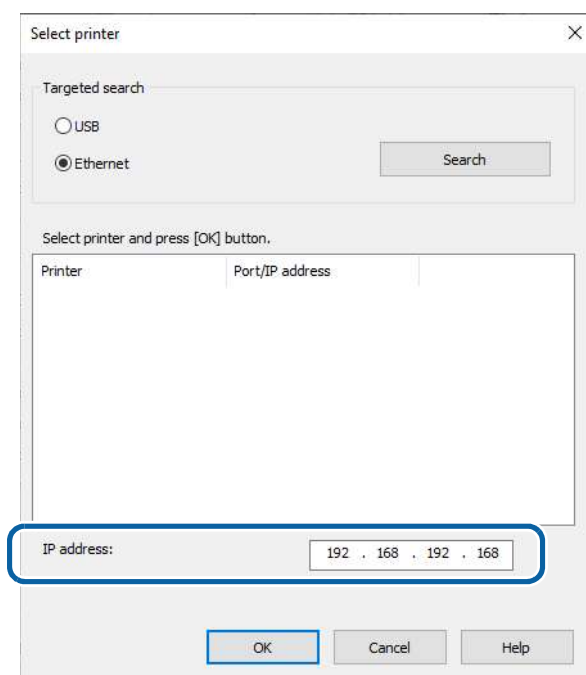 Select printer
Targeted search
USB
Ethernet
Search
Select printer and press [OK] button.
Printer Port/IP address
IP address: 192 . 168 . 192 . 168
OK Cancel Help